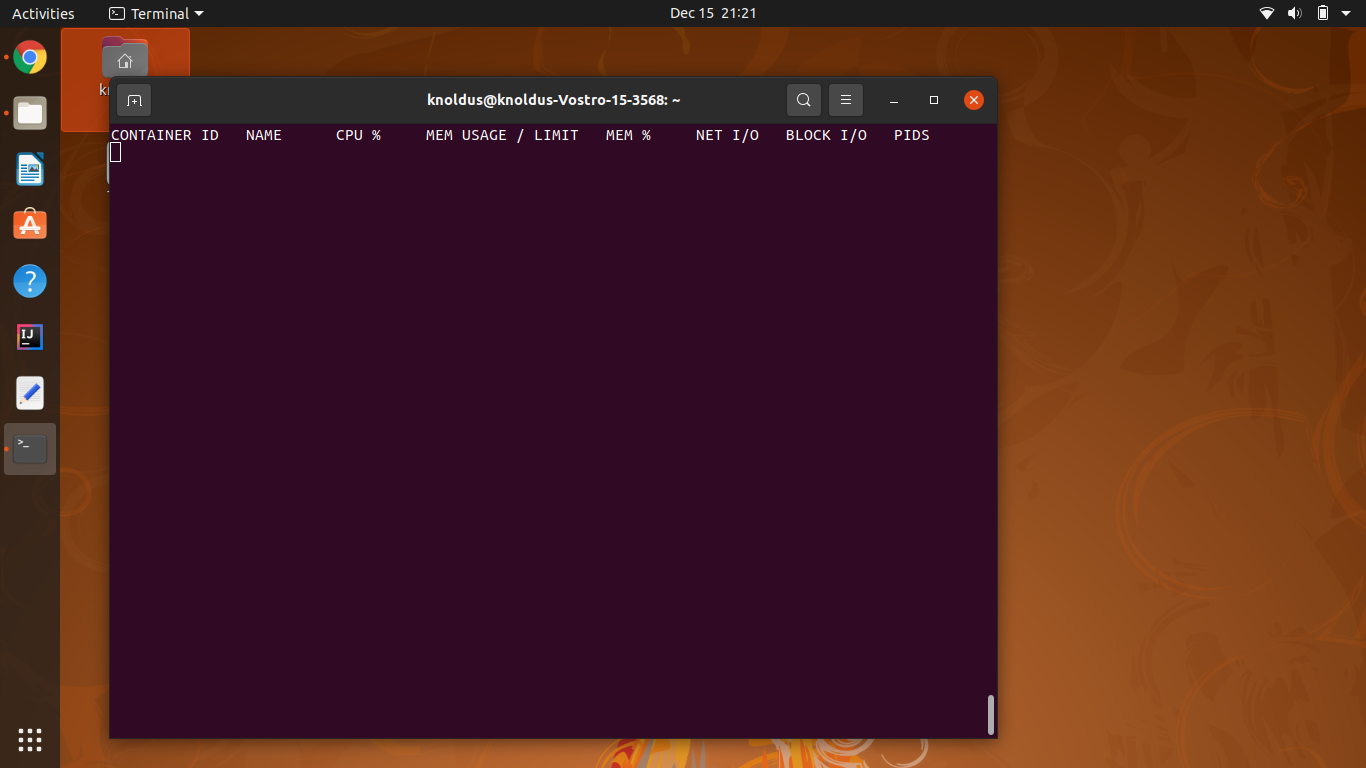 Activities Terminal Dec 15 21:21
knoldus@knoldus-Vostro-15-3568: ~
CONTAINER ID NAME CPU % MEM USAGE / LIMIT MEM % NET I/O BLOCK I/O PIDS